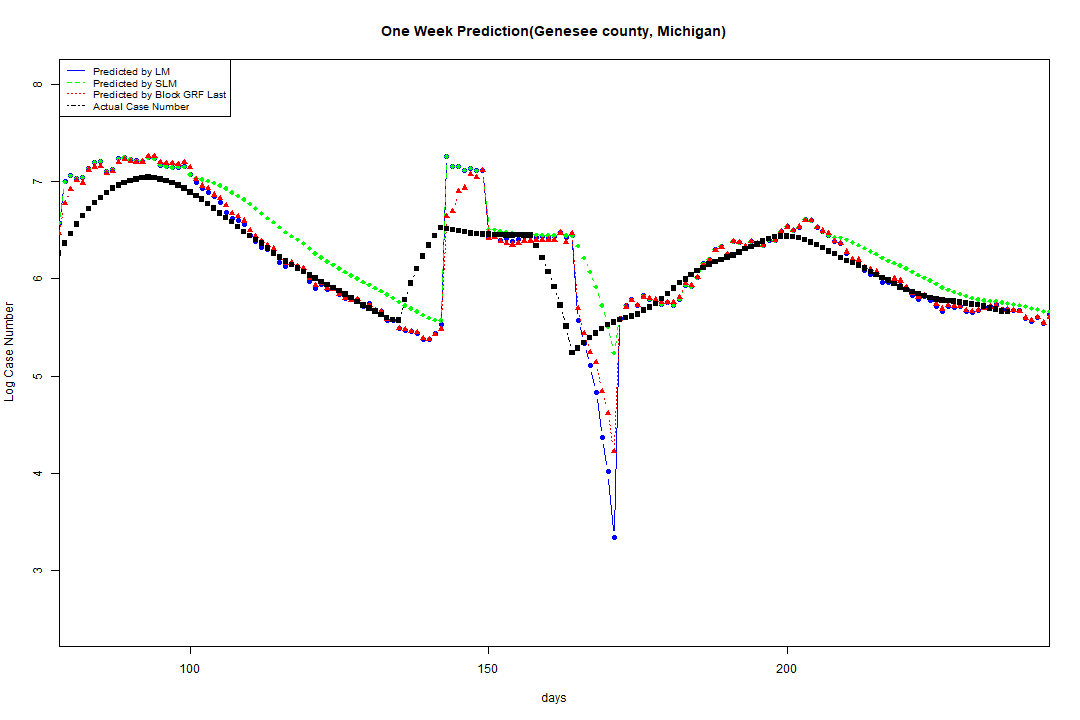 One Week Prediction(Genesee county, Michigan)
Predicted by LM
Predicted by SLM
Predicted by Block GRF Last
Actual Case Number
8
7
6
5
4
3
Log Case Number
100 150 200
days